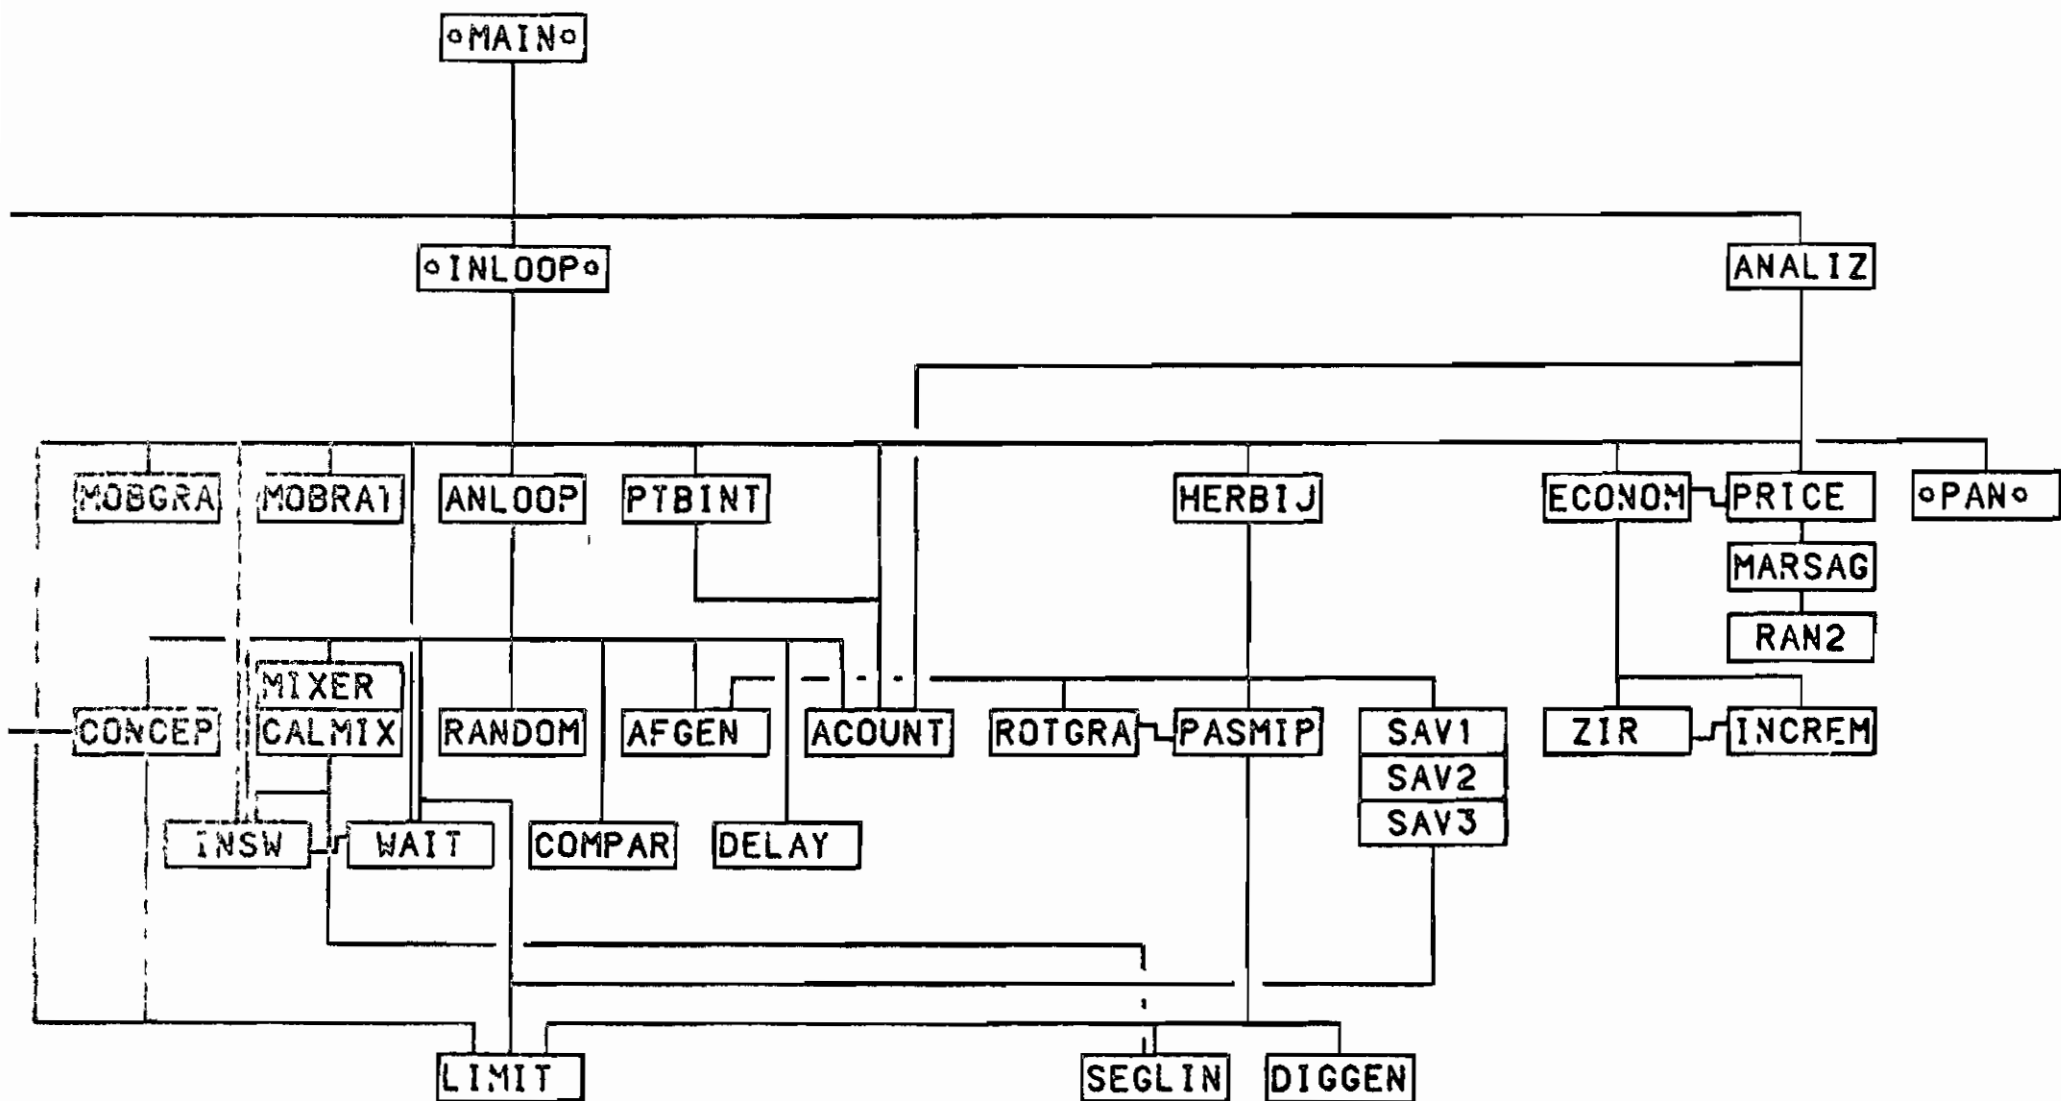 ∘MAIN∘
∘INLOOP∘ ANALIZ
MOBGRA MOBRAT ANLOOP PTBINT HERBIJ ECONOM PRICE ∘PAN∘
MARSAG
RAN2
MIXER
CONCEP CALMIX RANDOM AFGEN ACOUNT ROTGRA PASMIP SAV1 ZIR INCREM
SAV2
INSW WAIT COMPAR DELAY SAV3
LIMIT SEGLIN DIGGEN